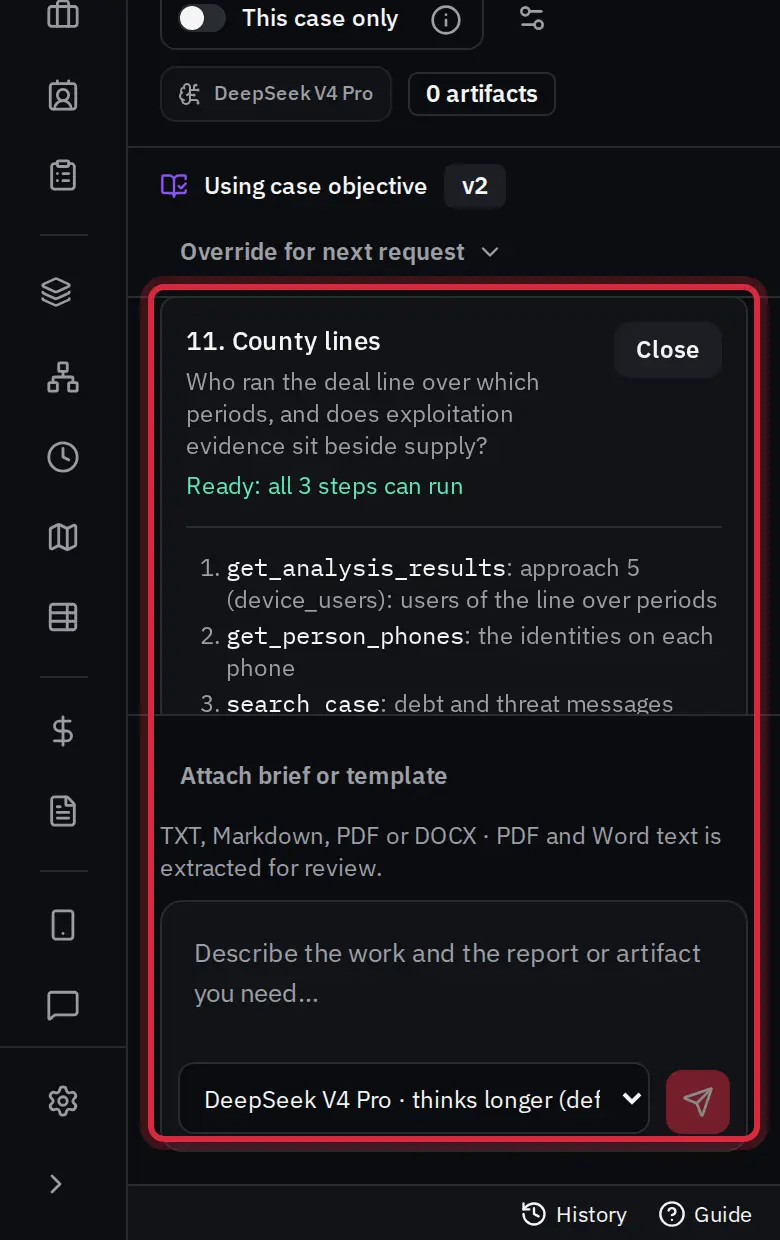 This case only
DeepSeek V4 Pro
0 artifacts
Using case objective
v2
Override for next request
11. County lines
Close
Who ran the deal line over which
periods, and does exploitation
evidence sit beside supply?
Ready: all 3 steps can run
1. get_analysis_results: approach 5
(device_users): users of the line over periods
2. get_person_phones: the identities on each
phone
3. search_case: debt and threat messages
Attach brief or template
TXT, Markdown, PDF or DOCX · PDF and Word text is
extracted for review.
Describe the work and the report or artifact
you need...
DeepSeek V4 Pro · thinks longer (def
History
Guide